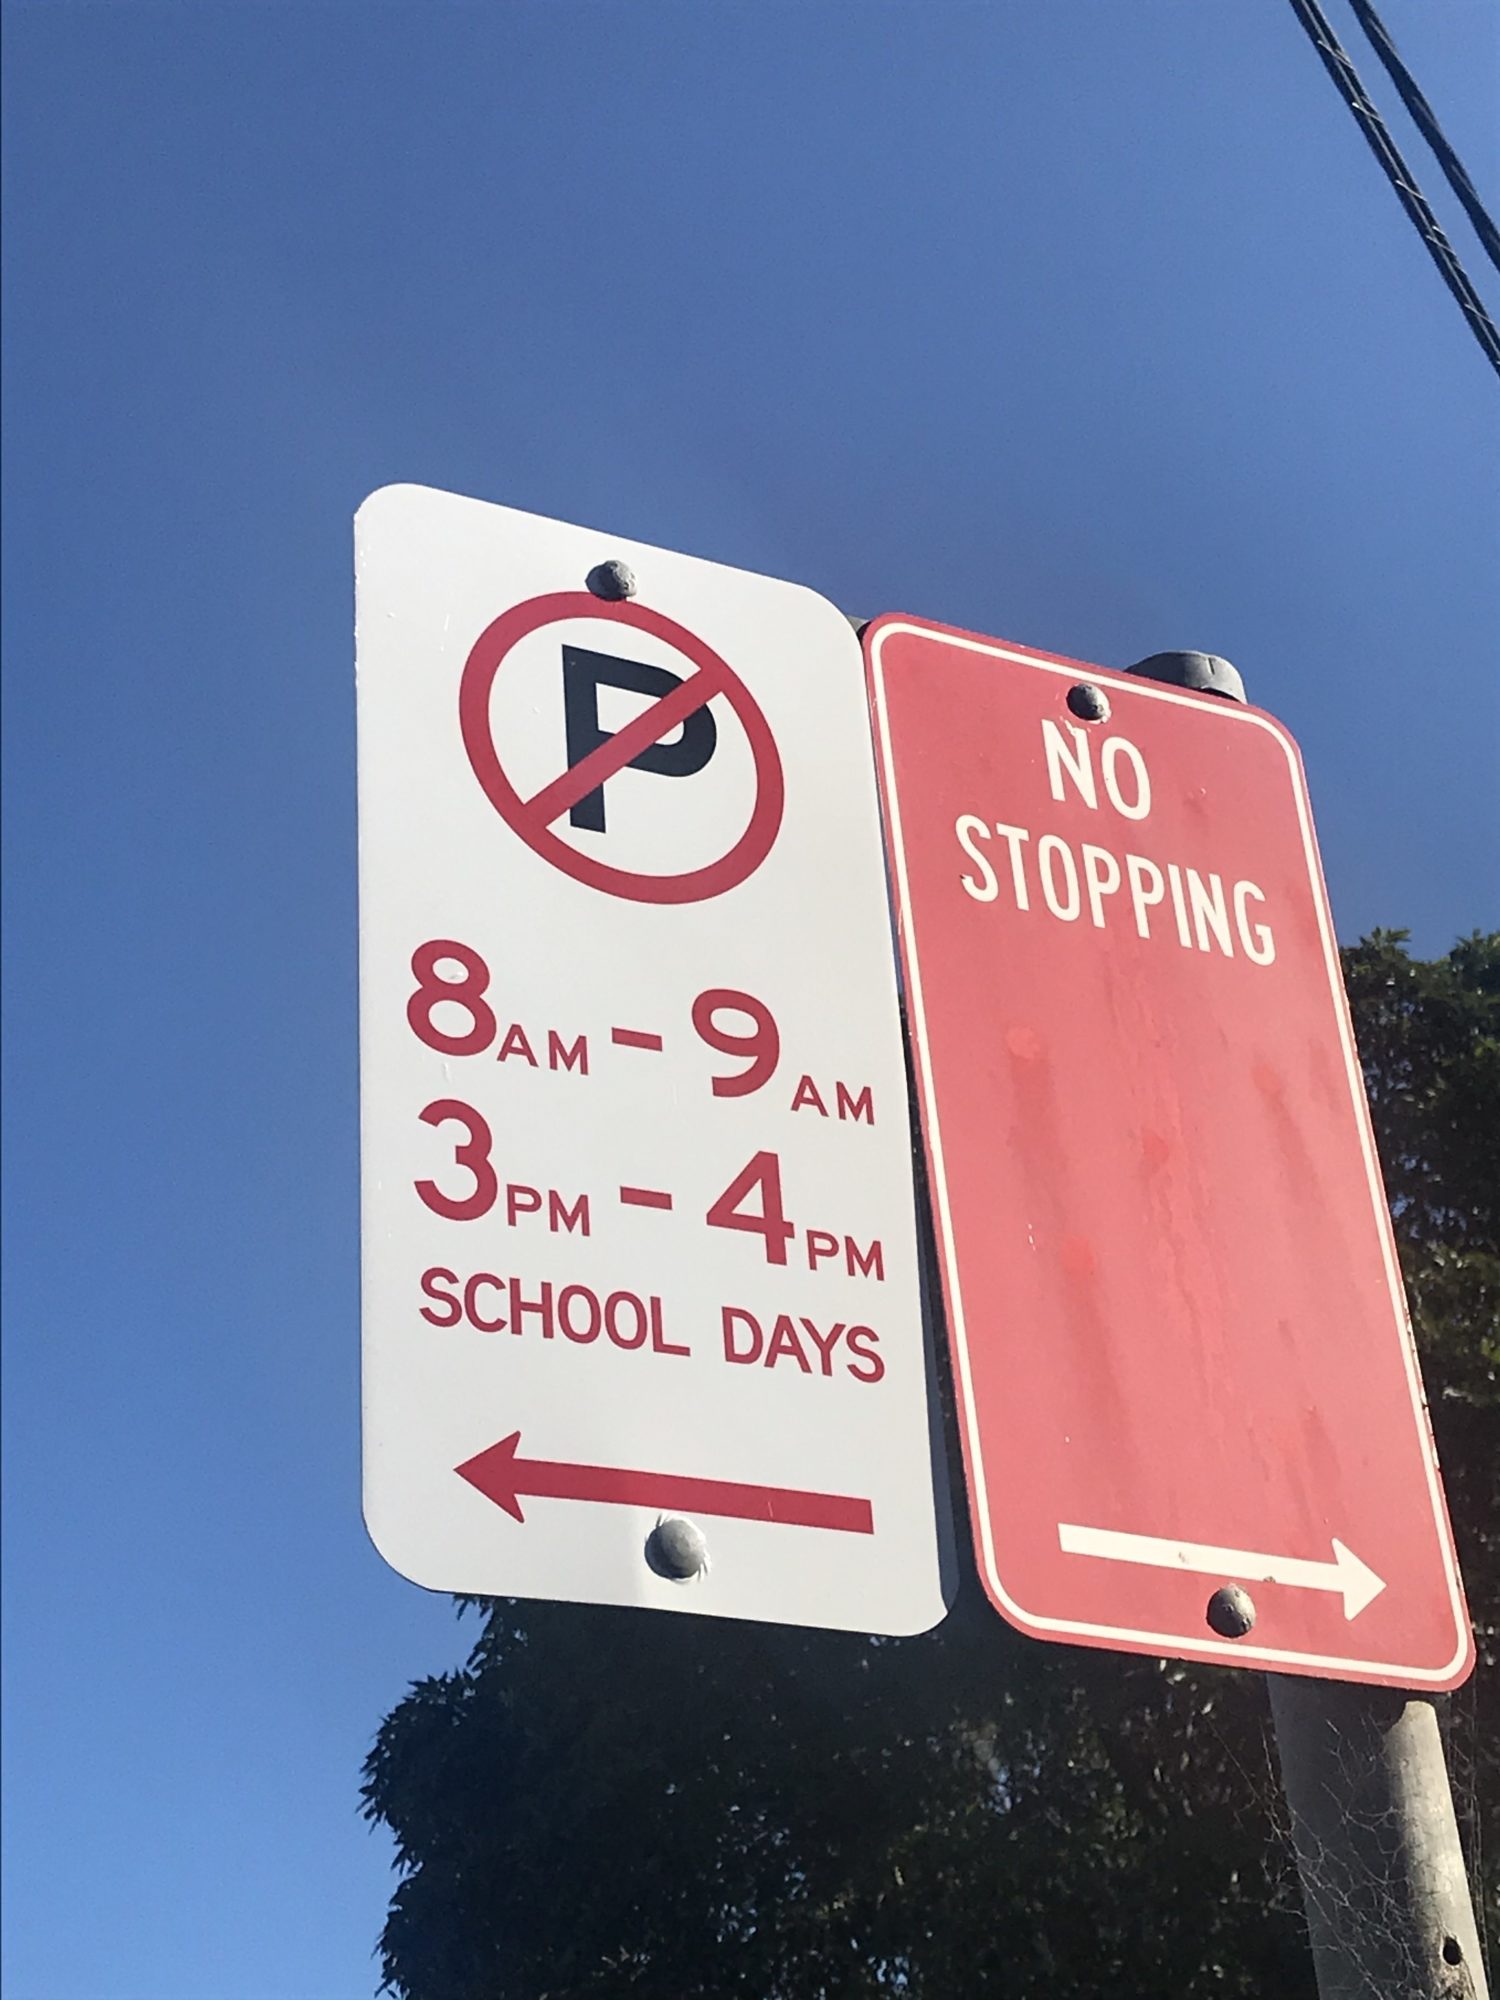 P
8AM - 9AM
3PM - 4PM
SCHOOL DAYS
NO
STOPPING